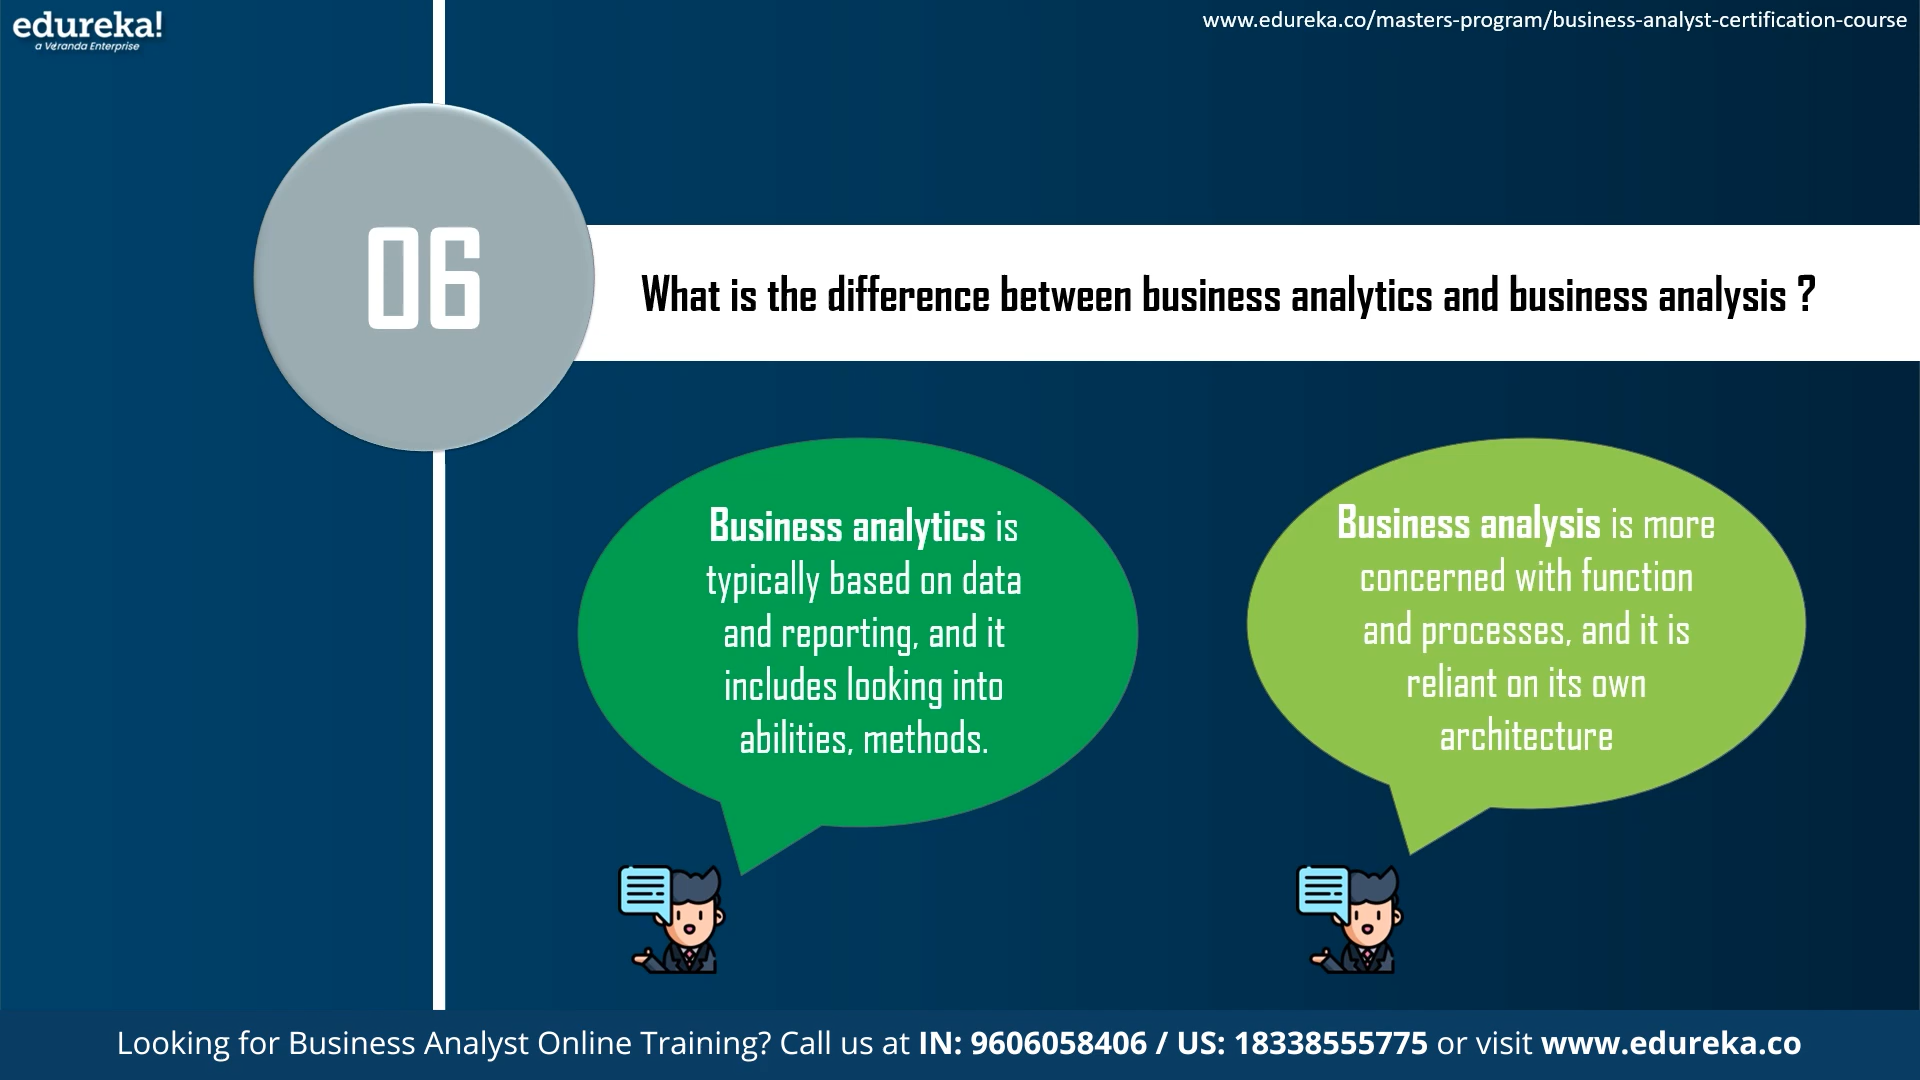 edureka!
a Veranda Enterprise
www.edureka.co/masters-program/business-analyst-certification-course
06
What is the difference between business analytics and business analysis ?
Business analytics is
typically based on data
and reporting, and it
includes looking into
abilities, methods.
Business analysis is more
concerned with function
and processes, and it is
reliant on its own
architecture
Looking for Business Analyst Online Training? Call us at IN: 9606058406 / US: 18338555775 or visit www.edureka.co